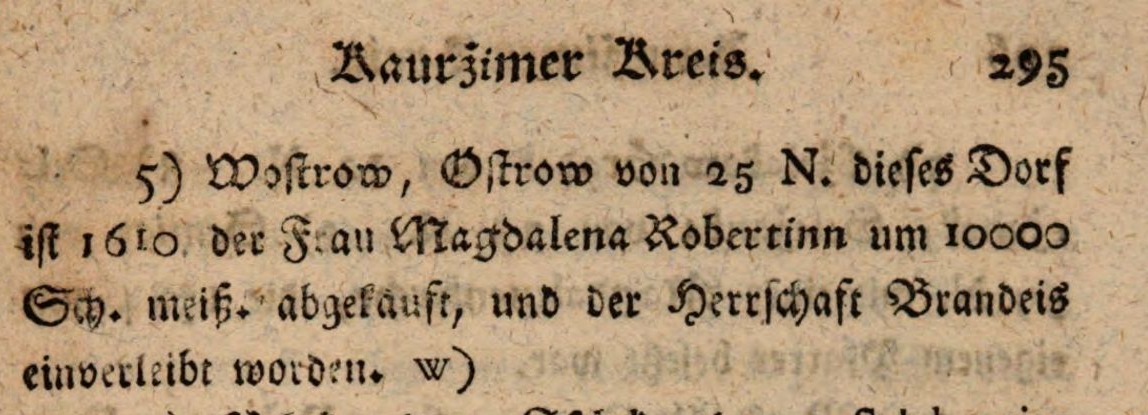 Kaurżimer Kreis. 295
5) Wostrow, Ostrow von 25 N. dieses Dorf
ist 1610. der Frau Magdalena Robertinn um 10000
Sch. meiß. abgekauft, und der Herrschaft Brandeis
einverleibt worden. w)